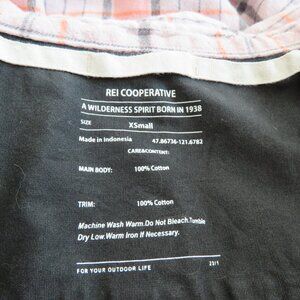 REI COOPERATIVE
A WILDERNESS SPIRIT BORN IN 1938
SIZE XSmall
Made in Indonesia 47.86736-121.6782
CARE&CONTENT:
MAIN BODY: 100% Cotton
TRIM: 100% Cotton
Machine Wash Warm.Do Not Bleach.Tumble
Dry Low.Warm Iron If Necessary.
FOR YOUR OUTDOOR LIFE 23/1